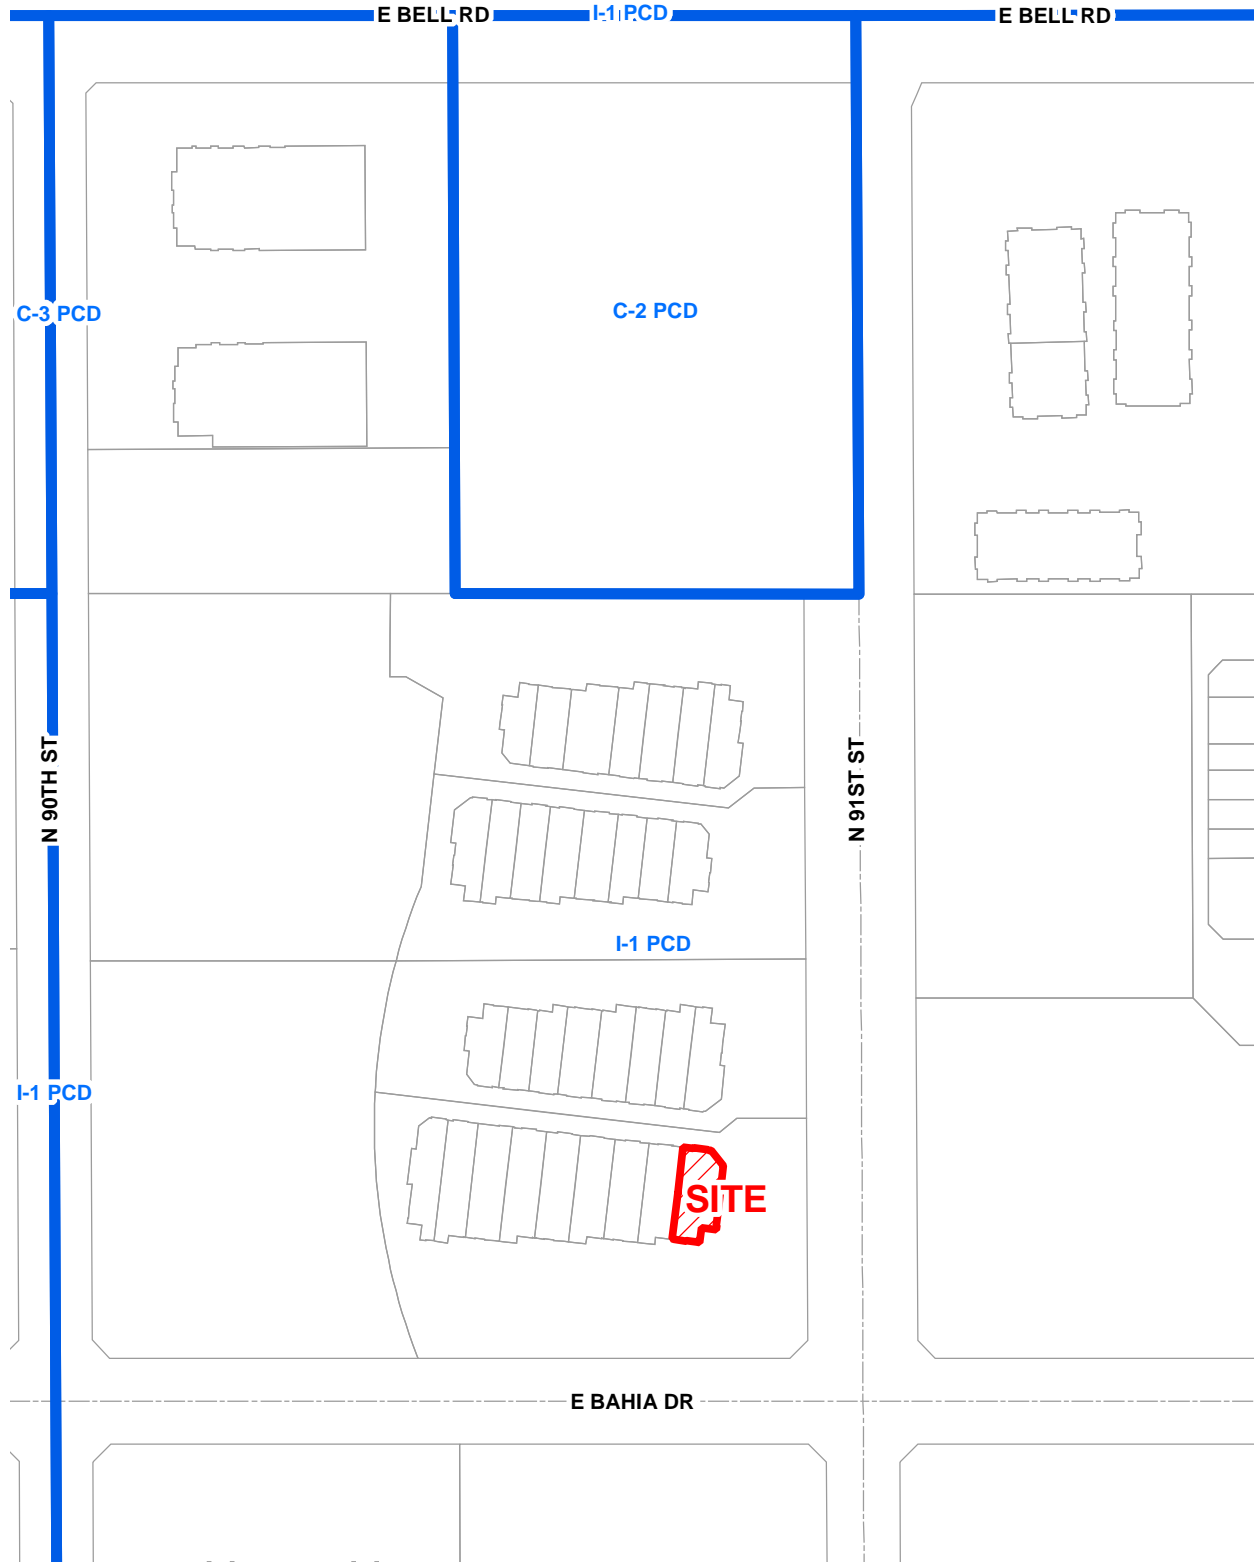 E BELL RD
I-1 PCD
E BELL RD
C-3 PCD
C-2 PCD
N 90TH ST
N 91ST ST
I-1 PCD
I-1 PCD
SITE
E BAHIA DR